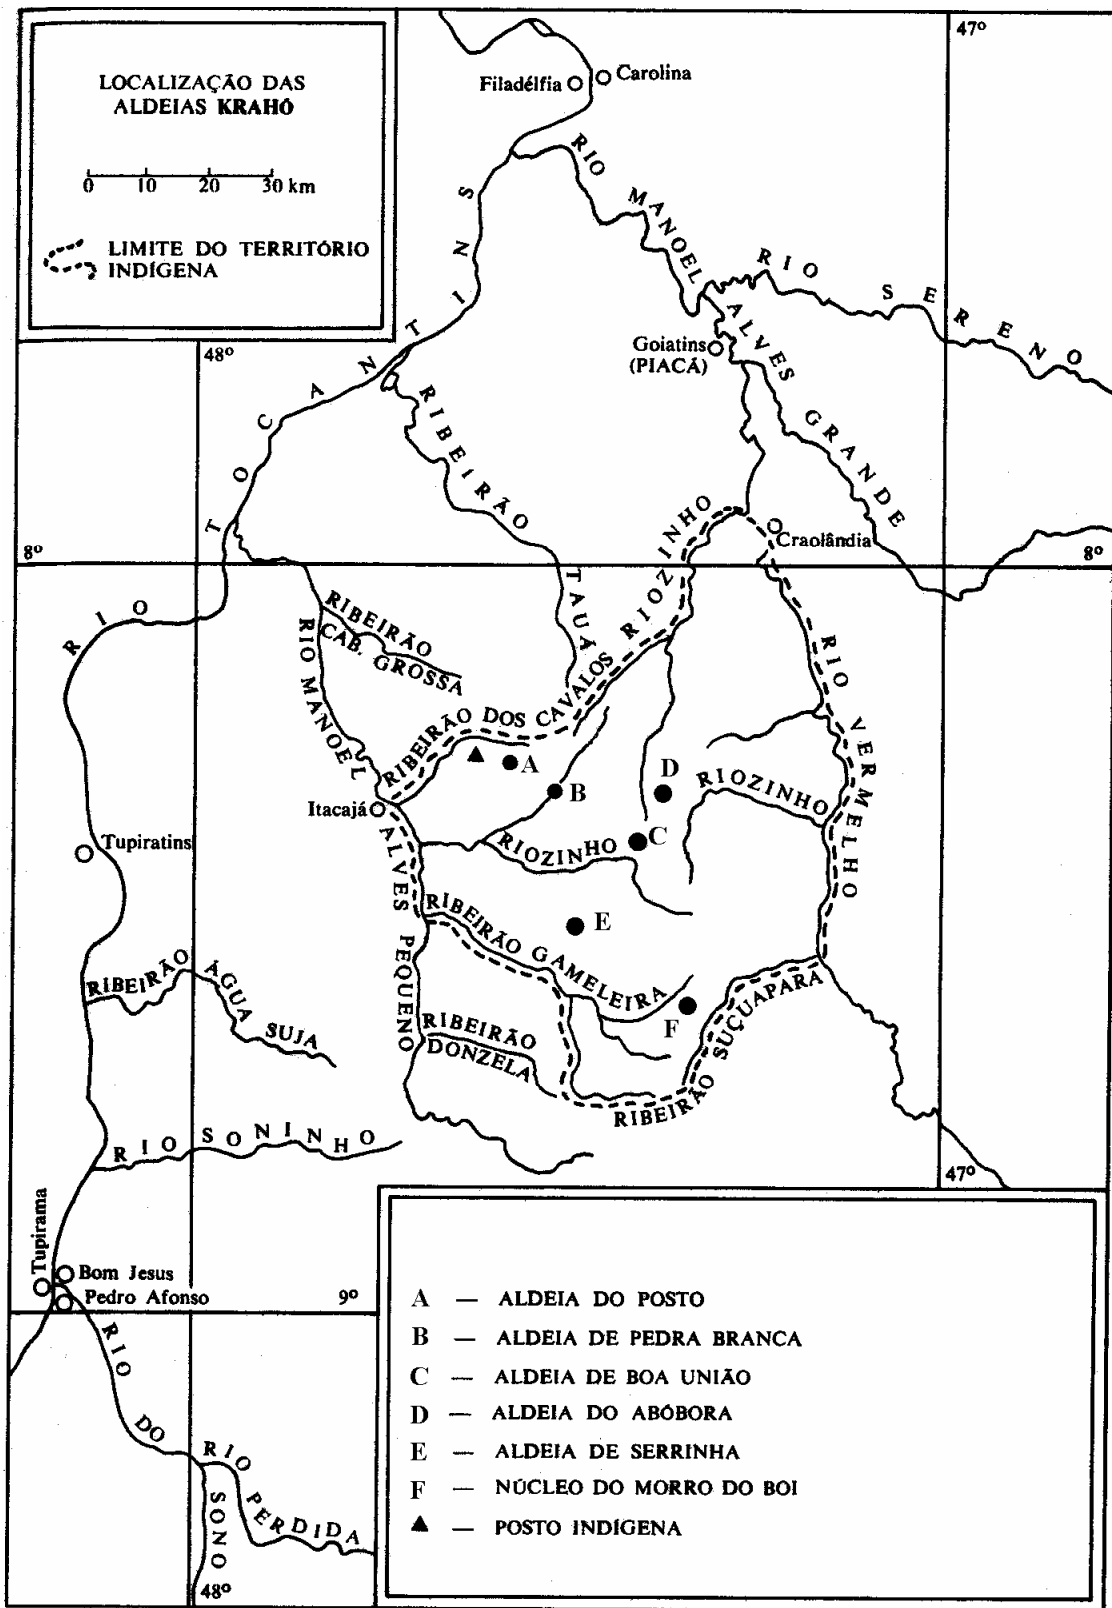 LOCALIZAÇÃO DAS
ALDEIAS KRAHÓ
0 10 20 30 km
LIMITE DO TERRITÓRIO
INDÍGENA
47º
Filadélfia
Carolina
RIO MANOEL ALVES GRANDE
RIO SERENO
Goiatins
(PIACÁ)
48º
RIO TOCANTINS
RIBEIRÃO TAUÁ
8º
8º
Craolândia
RIOZINHO
RIBEIRÃO
CAB. GROSSA
RIO MANOEL ALVES PEQUENO
RIBEIRÃO DOS CAVALOS
RIO VERMELHO
A
B
D
RIOZINHO
Itacajá
RIOZINHO
C
Tupiratins
E
RIBEIRÃO GAMELEIRA
F
RIBEIRÃO ÁGUA SUJA
RIBEIRÃO
DONZELA
RIBEIRÃO SUÇUAPARA
RIO SONINHO
47º
Tupirama
Bom Jesus
Pedro Afonso
9º
RIO DO SONO
RIO PERDIDA
48º
A — ALDEIA DO POSTO
B — ALDEIA DE PEDRA BRANCA
C — ALDEIA DE BOA UNIÃO
D — ALDEIA DO ABÓBORA
E — ALDEIA DE SERRINHA
F — NÚCLEO DO MORRO DO BOI
▲ — POSTO INDÍGENA